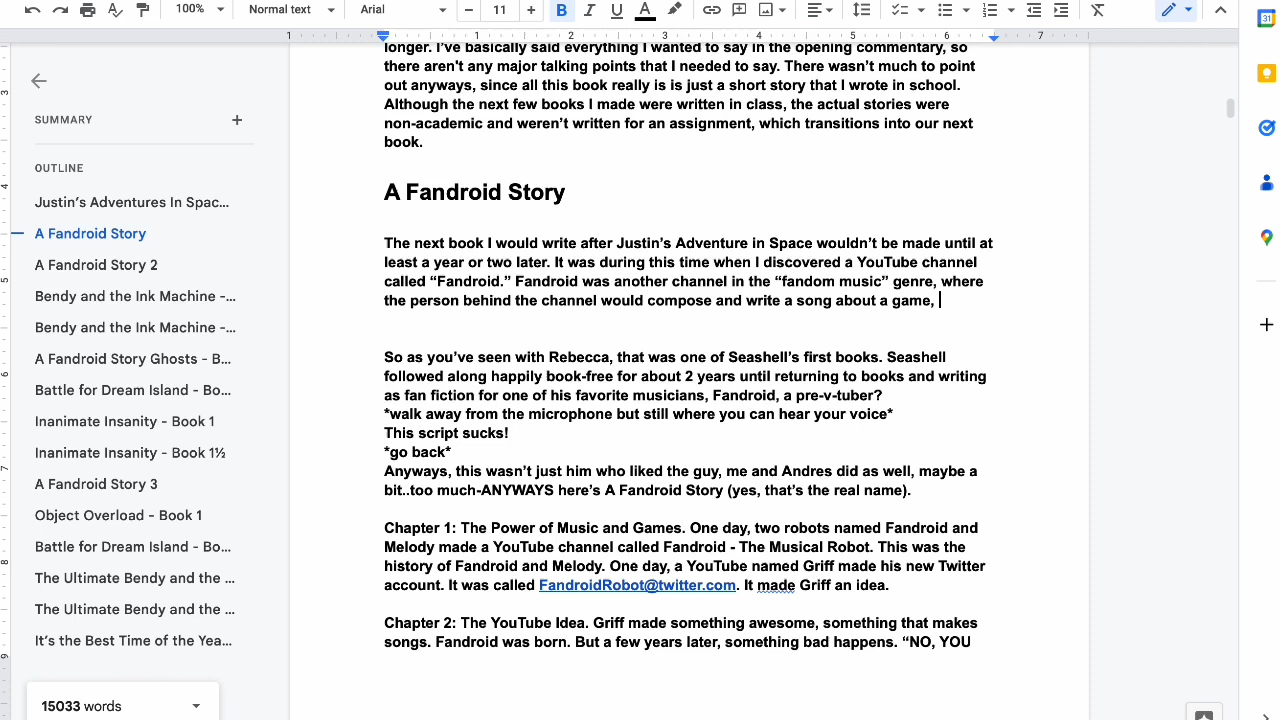 100%
Normal text
Arial
11
B I U A
1 1 2 3 4 5 6 7
longer. I've basically said everything I wanted to say in the opening commentary, so
there aren't any major talking points that I needed to say. There wasn't much to point
out anyways, since all this book really is is just a short story that I wrote in school.
Although the next few books I made were written in class, the actual stories were
non-academic and weren't written for an assignment, which transitions into our next
book.
SUMMARY
OUTLINE
Justin's Adventures In Spac...
A Fandroid Story
A Fandroid Story 2
Bendy and the Ink Machine -...
Bendy and the Ink Machine -...
A Fandroid Story Ghosts - B...
Battle for Dream Island - Bo...
Inanimate Insanity - Book 1
Inanimate Insanity - Book 1½
A Fandroid Story 3
Object Overload - Book 1
Battle for Dream Island - Bo...
The Ultimate Bendy and the ...
The Ultimate Bendy and the ...
It's the Best Time of the Yea...
15033 words
A Fandroid Story
The next book I would write after Justin's Adventure in Space wouldn't be made until at
least a year or two later. It was during this time when I discovered a YouTube channel
called “Fandroid.” Fandroid was another channel in the “fandom music” genre, where
the person behind the channel would compose and write a song about a game,
So as you've seen with Rebecca, that was one of Seashell's first books. Seashell
followed along happily book-free for about 2 years until returning to books and writing
as fan fiction for one of his favorite musicians, Fandroid, a pre-v-tuber?
*walk away from the microphone but still where you can hear your voice*
This script sucks!
*go back*
Anyways, this wasn't just him who liked the guy, me and Andres did as well, maybe a
bit..too much-ANYWAYS here's A Fandroid Story (yes, that's the real name).
Chapter 1: The Power of Music and Games. One day, two robots named Fandroid and
Melody made a YouTube channel called Fandroid - The Musical Robot. This was the
history of Fandroid and Melody. One day, a YouTube named Griff made his new Twitter
account. It was called FandroidRobot@twitter.com. It made Griff an idea.
Chapter 2: The YouTube Idea. Griff made something awesome, something that makes
songs. Fandroid was born. But a few years later, something bad happens. “NO, YOU
31
3
4
5
6
7
8
9